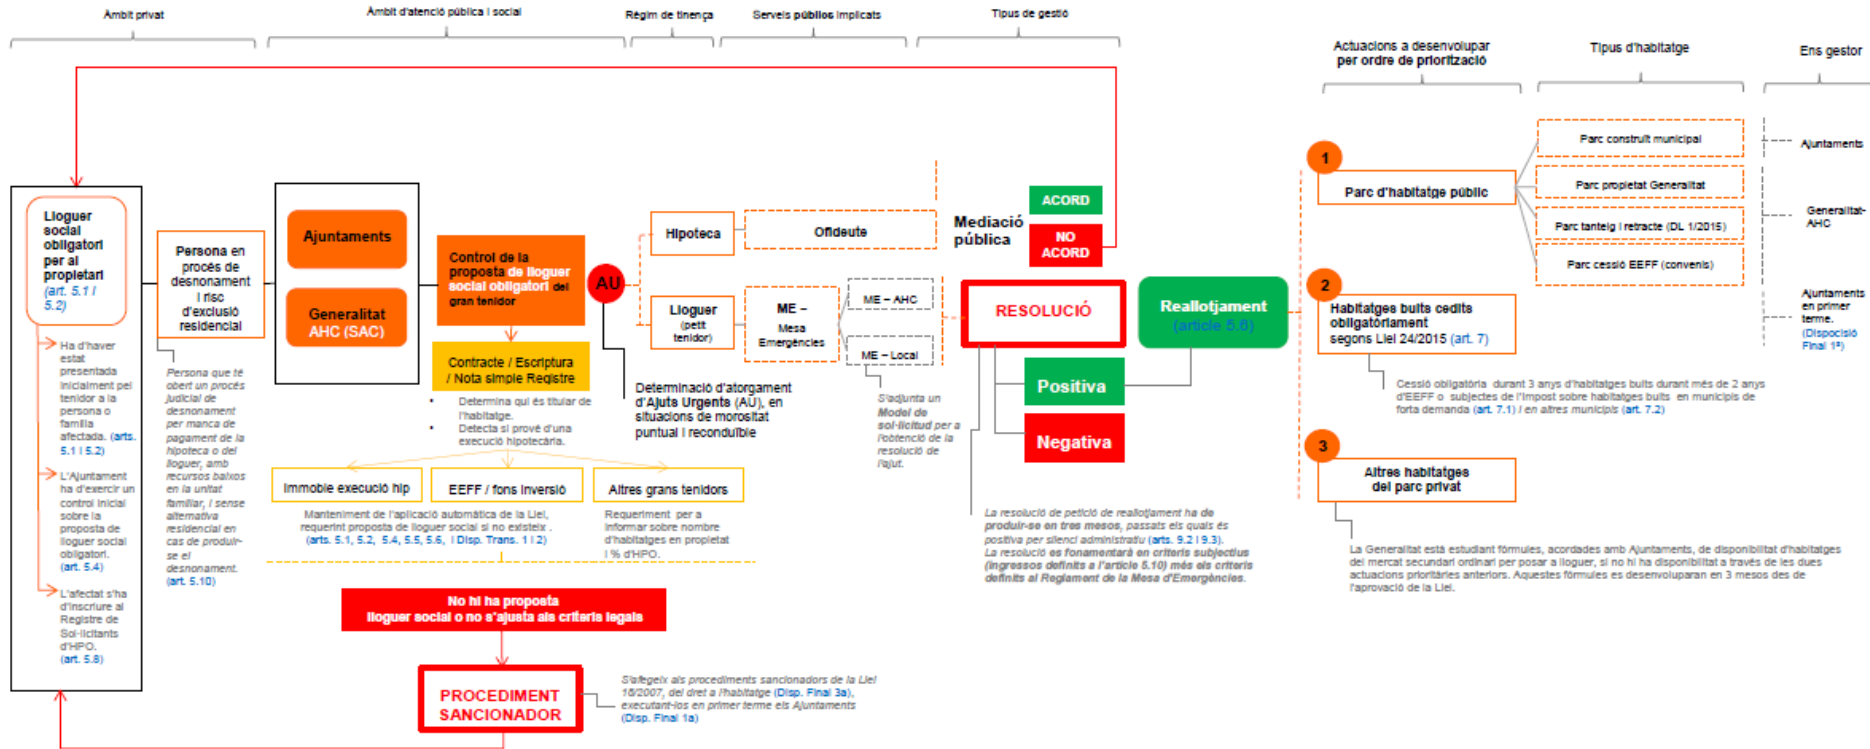 Àmbit privat
Àmbit d'atenció pública i social
Règim de tinença
Serveis públics implicats
Tipus de gestió
Actuacions a desenvolupar
per ordre de priorització
Tipus d'habitatge
Ens gestor
Lloguer
social
obligatori
per al
propietari
(art. 5.1 i
5.2)
Ha d'haver
estat
presentada
inicialment pel
tenidor a la
persona o
família
afectada. (arts.
5.1 i 5.2)
L'Ajuntament
ha d'exercir un
control inicial
sobre la
proposta de
lloguer social
obligatori.
(art. 5.4)
L'afectat s'ha
d'inscriure al
Registre de
Sol·licitants
d'HPO.
(art. 5.8)
Persona en
procés de
desnonament
i risc
d'exclusió
residencial
Persona que té
obert un procés
judicial de
desnonament
per manca de
pagament de la
hipoteca o del
lloguer, amb
recursos baixos
en la unitat
familiar, i sense
alternativa
residencial en
cas de produir-
se el
desnonament.
(art. 5.10)
Ajuntaments
Generalitat
AHC (SAC)
Control de la
proposta de lloguer
social obligatori del
gran tenidor
Contracte / Escriptura
/ Nota simple Registre
• Determina qui és titular de
l'habitatge.
• Detecta si prové d'una
execució hipotecària.
Immoble execució hip
EEFF / fons inversió
Altres grans tenidors
Manteniment de l'aplicació automàtica de la Llei,
requerint proposta de lloguer social si no existeix .
(arts. 5.1, 5.2, 5.4, 5.5, 5.6, i Disp. Trans. 1 i 2)
Requeriment per a
informar sobre nombre
d'habitatges en propietat
i % d'HPO.
No hi ha proposta
lloguer social o no s'ajusta als criteris legals
PROCEDIMENT
SANCIONADOR
S'afegeix als procediments sancionadors de la Llei
18/2007, del dret a l'habitatge (Disp. Final 3a),
executant-los en primer terme els Ajuntaments
(Disp. Final 1a)
AU
Determinació d'atorgament
d'Ajuts Urgents (AU), en
situacions de morositat
puntual i reconduïble
Hipoteca
Ofideute
Lloguer
(petit
tenidor)
ME –
Mesa
Emergències
ME – AHC
ME – Local
S'adjunta un
Model de
sol·licitud per a
l'obtenció de la
resolució de
l'ajut.
Mediació
pública
ACORD
NO
ACORD
RESOLUCIÓ
Positiva
Negativa
Reallotjament
(article 5.6)
La resolució de petició de reallotjament ha de
produir-se en tres mesos, passats els quals és
positiva per silenci administratiu (arts. 9.2 i 9.3).
La resolució es fonamentarà en criteris subjectius
(ingressos definits a l'article 5.10) més els criteris
definits al Reglament de la Mesa d'Emergències.
1
Parc d'habitatge públic
Parc construït municipal
Parc propietat Generalitat
Parc tanteig i retracte (DL 1/2015)
Parc cessió EEFF (convenis)
Ajuntaments
Generalitat-
AHC
Ajuntaments
en primer
terme.
(Disposició
Final 1ª)
2
Habitatges buits cedits
obligatòriament
segons Llei 24/2015 (art. 7)
Cessió obligatòria durant 3 anys d'habitatges buits durant més de 2 anys
d'EEFF o subjectes de l'impost sobre habitatges buits en municipis de
forta demanda (art. 7.1) i en altres municipis (art. 7.2)
3
Altres habitatges
del parc privat
La Generalitat està estudiant fórmules, acordades amb Ajuntaments, de disponibilitat d'habitatges
del mercat secundari ordinari per posar a lloguer, si no hi ha disponibilitat a través de les dues
actuacions prioritàries anteriors. Aquestes fórmules es desenvoluparan en 3 mesos des de
l'aprovació de la Llei.